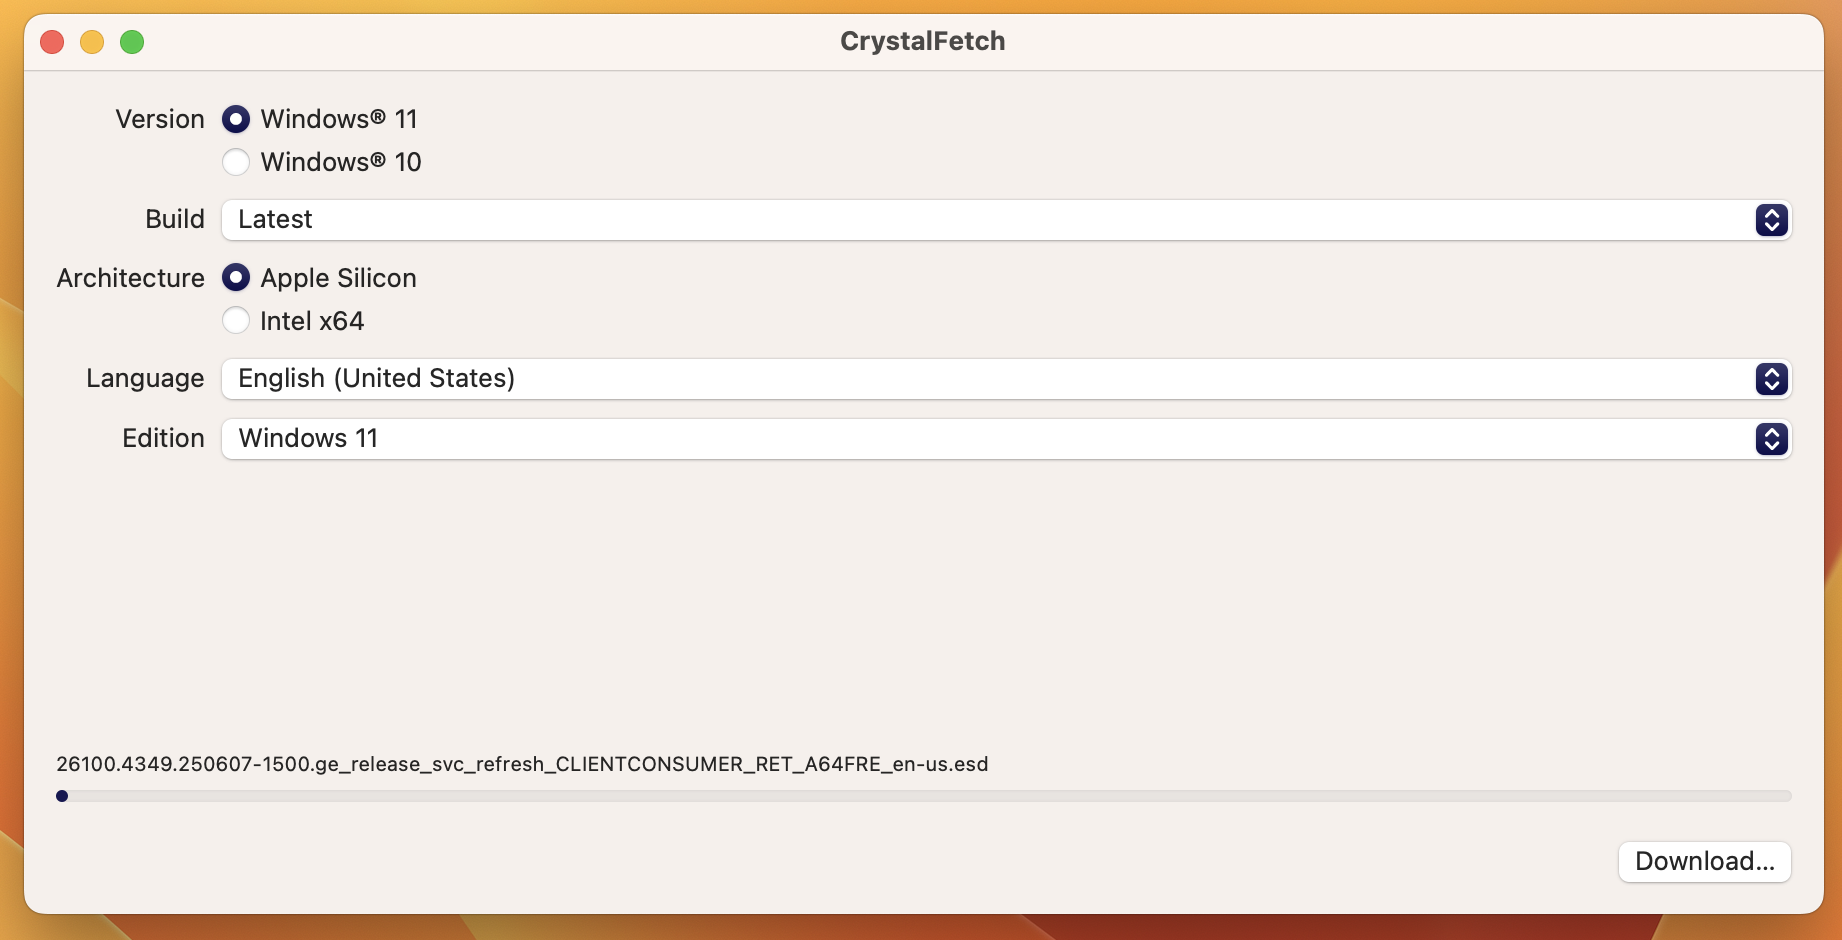 CrystalFetch
Version Windows® 11
Windows® 10
Build Latest
Architecture Apple Silicon
Intel x64
Language English (United States)
Edition Windows 11
26100.4349.250607-1500.ge_release_svc_refresh_CLIENTCONSUMER_RET_A64FRE_en-us.esd
Download...